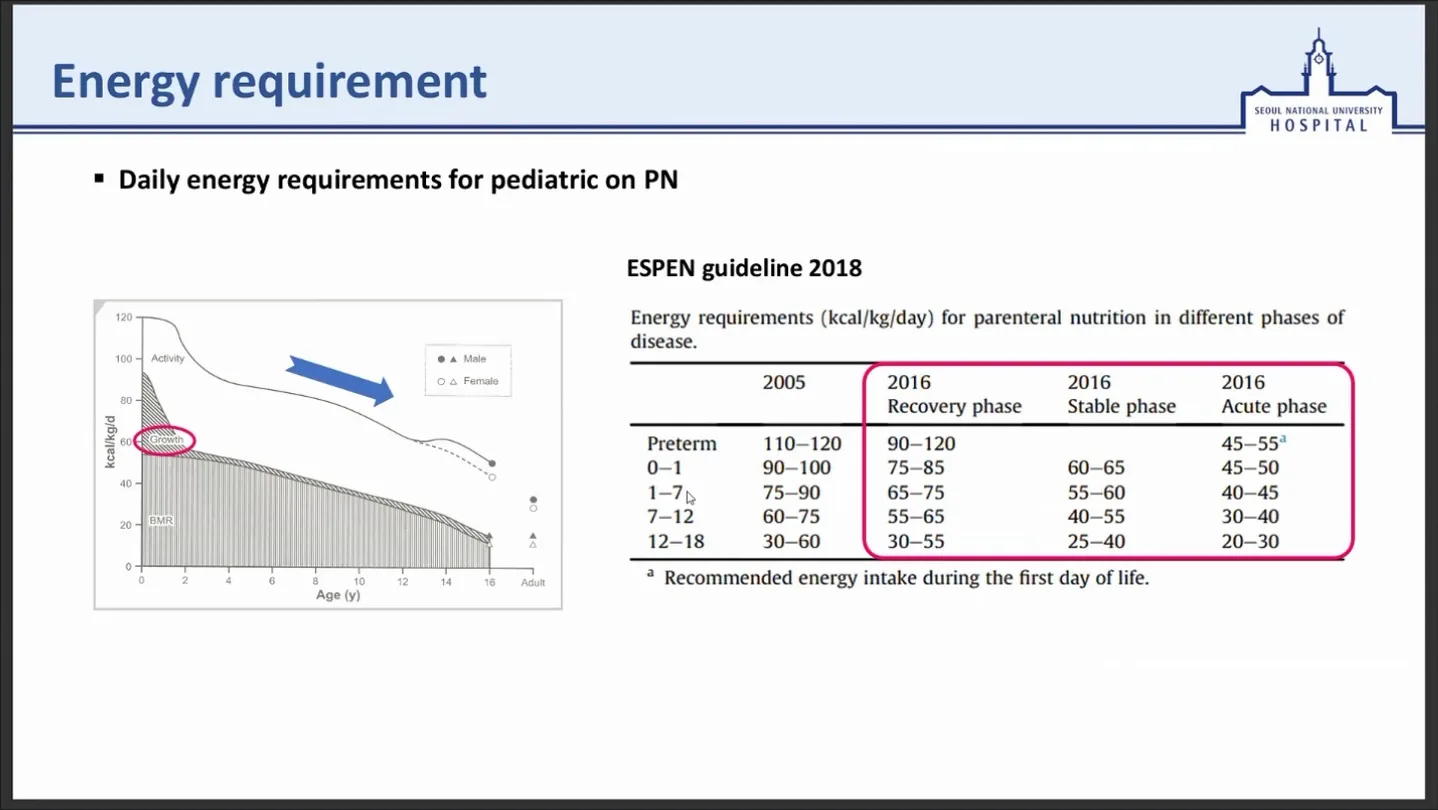 Energy requirement
SEOUL NATIONAL UNIVERSITY
HOSPITAL
▪ Daily energy requirements for pediatric on PN
ESPEN guideline 2018
Energy requirements (kcal/kg/day) for parenteral nutrition in different phases of
disease.
2005 2016 2016 2016
Recovery phase Stable phase Acute phase
Preterm 110–120 90–120 45–55a
0–1 90–100 75–85 60–65 45–50
1–7 75–90 65–75 55–60 40–45
7–12 60–75 55–65 40–55 30–40
12–18 30–60 30–55 25–40 20–30
a Recommended energy intake during the first day of life.
kcal/kg/d
120
100
80
60
40
20
0
Activity
Growth
BMR
Male
Female
0 2 4 6 8 10 12 14 16 Adult
Age (y)